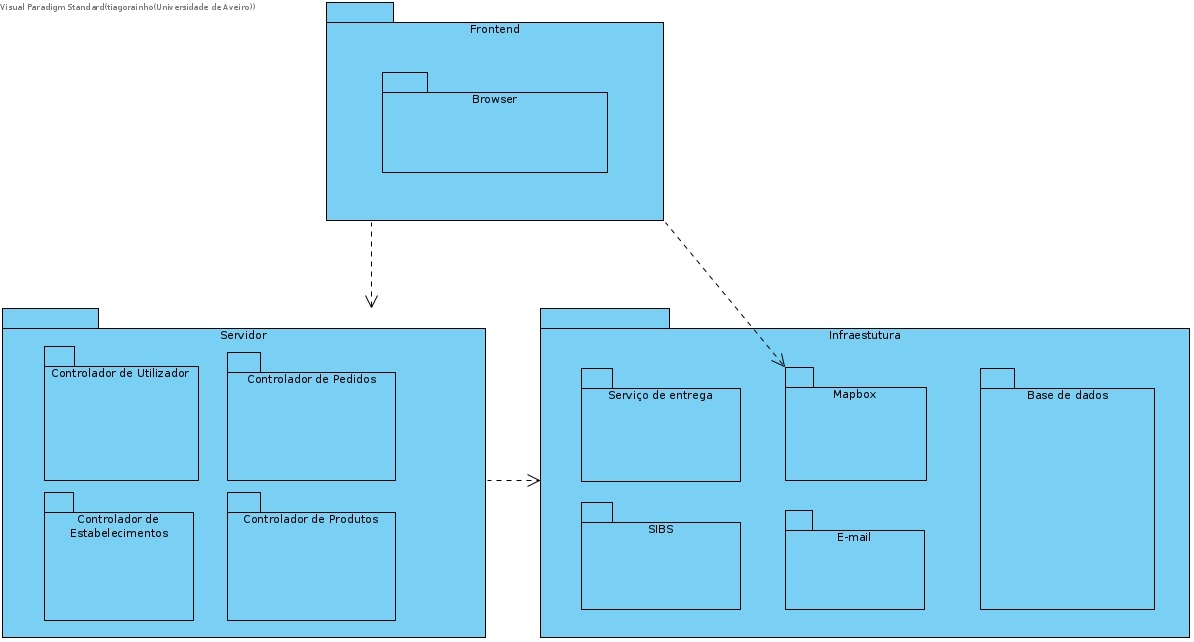 Visual Paradigm Standard(tiagorainho(Universidade de Aveiro))
Frontend
Browser
Servidor
Controlador de Utilizador
Controlador de Pedidos
Controlador de
Estabelecimentos
Controlador de Produtos
Infraestutura
Serviço de entrega
Mapbox
Base de dados
SIBS
E-mail